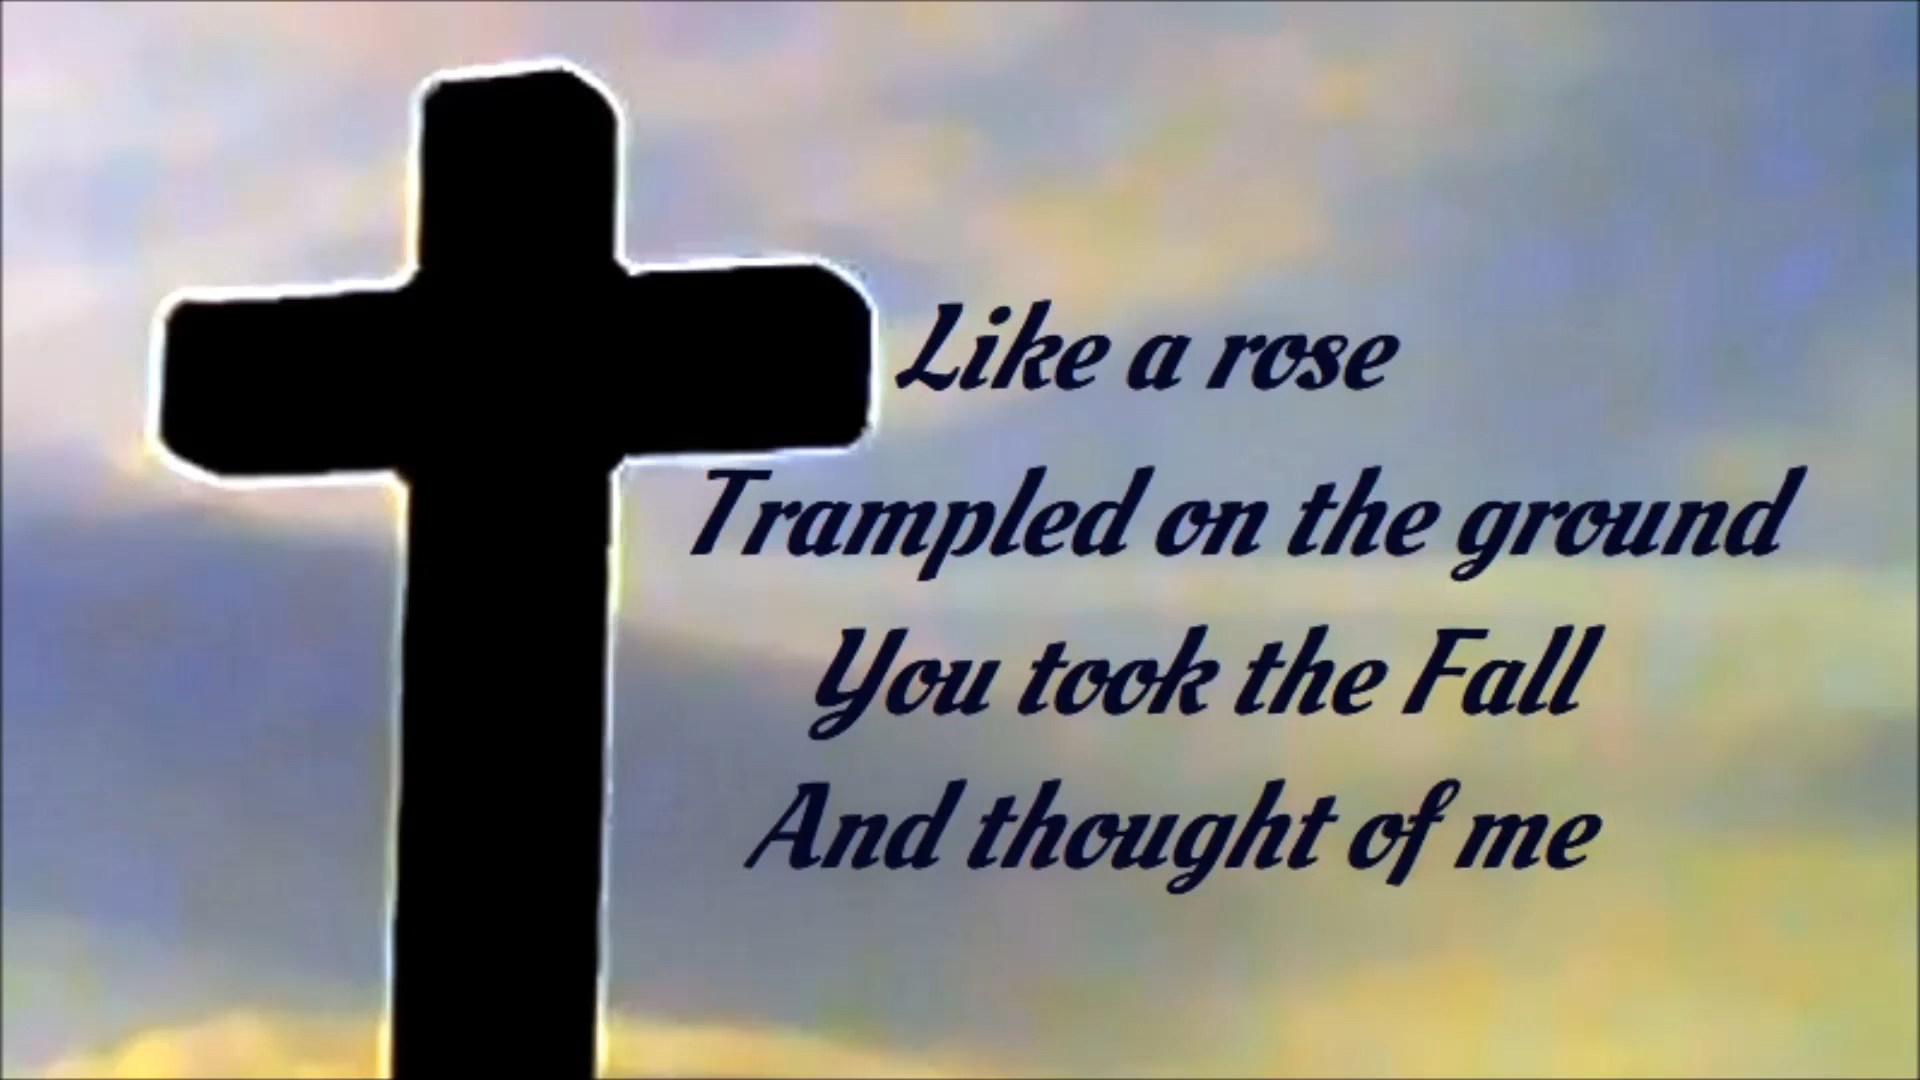 Like a rose
Trampled on the ground
You took the Fall
And thought of me